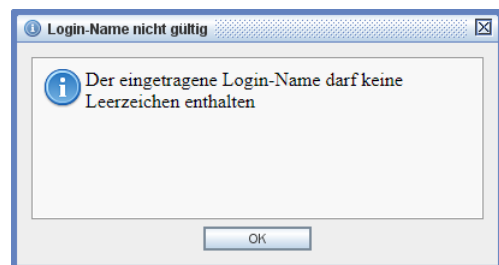 Login-Name nicht gültig
Der eingetragene Login-Name darf keine
Leerzeichen enthalten
OK